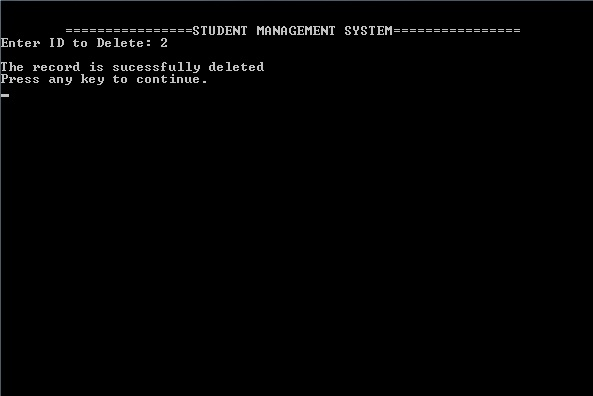 ================STUDENT MANAGEMENT SYSTEM================
Enter ID to Delete: 2
The record is sucessfully deleted
Press any key to continue.